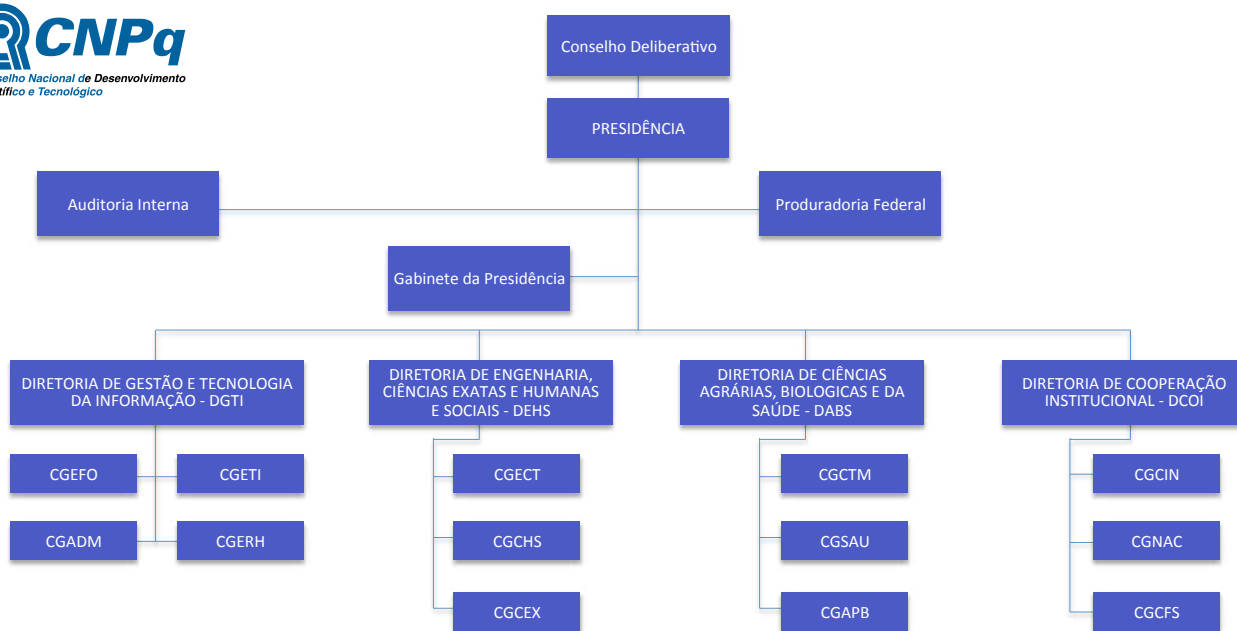 CNPq
selho Nacional de Desenvolvimento
tífico e Tecnológico
Conselho Deliberativo
PRESIDÊNCIA
Auditoria Interna
Produradoria Federal
Gabinete da Presidência
DIRETORIA DE GESTÃO E TECNOLOGIA
DA INFORMAÇÃO - DGTI
DIRETORIA DE ENGENHARIA,
CIÊNCIAS EXATAS E HUMANAS
E SOCIAIS - DEHS
DIRETORIA DE CIÊNCIAS
AGRÁRIAS, BIOLOGICAS E DA
SAÚDE - DABS
DIRETORIA DE COOPERAÇÃO
INSTITUCIONAL - DCOI
CGEFO
CGETI
CGADM
CGERH
CGECT
CGCHS
CGCEX
CGCTM
CGSAU
CGAPB
CGCIN
CGNAC
CGCFS